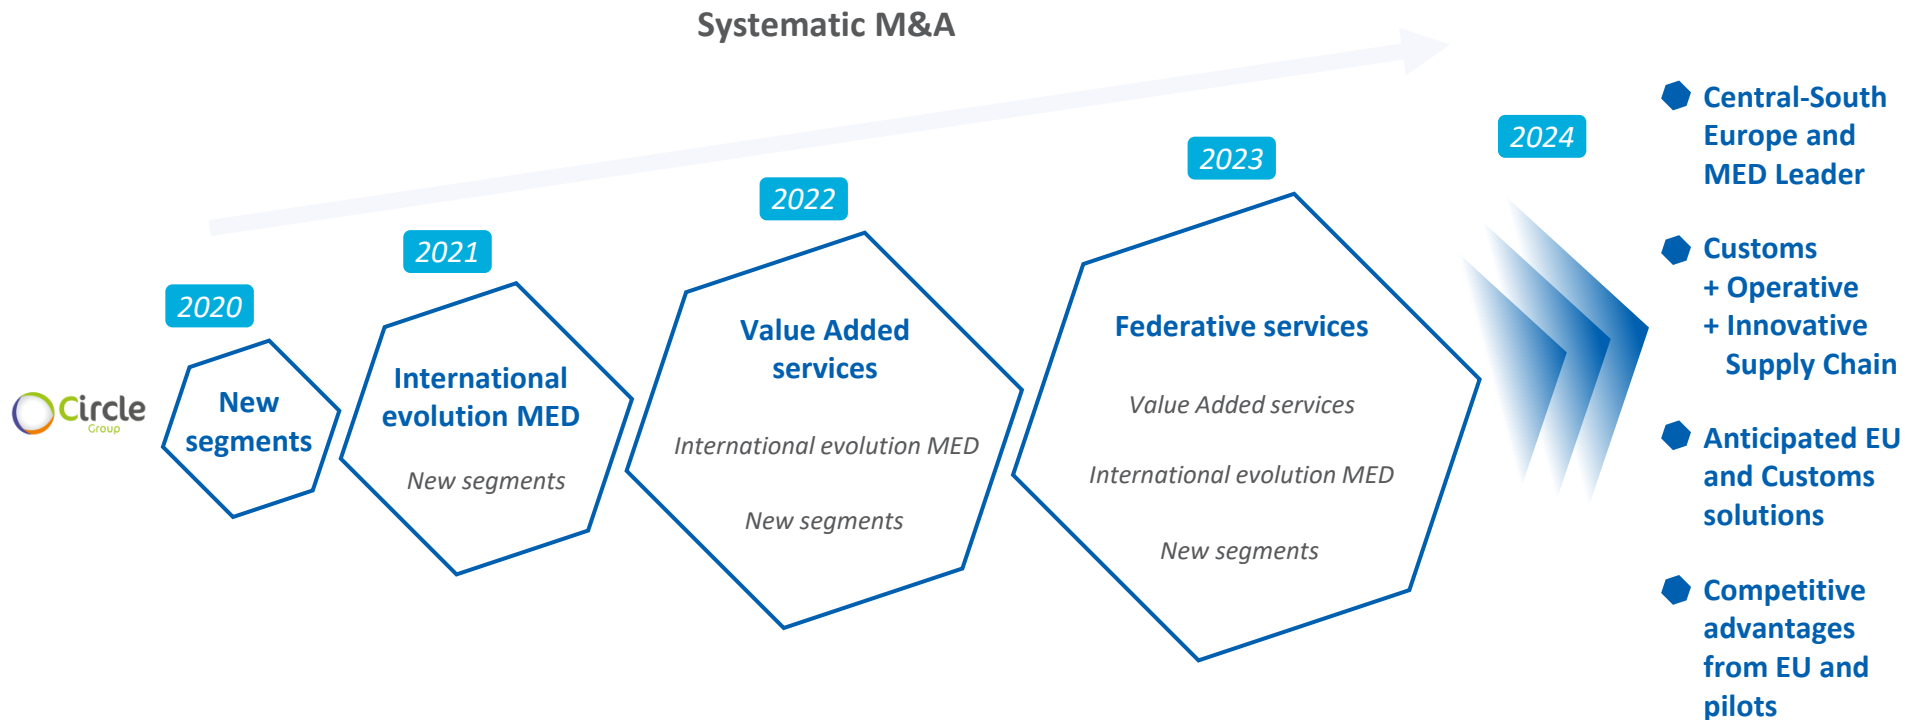 Systematic M&A
Circle
Group
2020
New
segments
2021
International
evolution MED
New segments
2022
Value Added
services
International evolution MED
New segments
2023
Federative services
Value Added services
International evolution MED
New segments
2024
Central-South
Europe and
MED Leader
Customs
+ Operative
+ Innovative
Supply Chain
Anticipated EU
and Customs
solutions
Competitive
advantages
from EU and
pilots